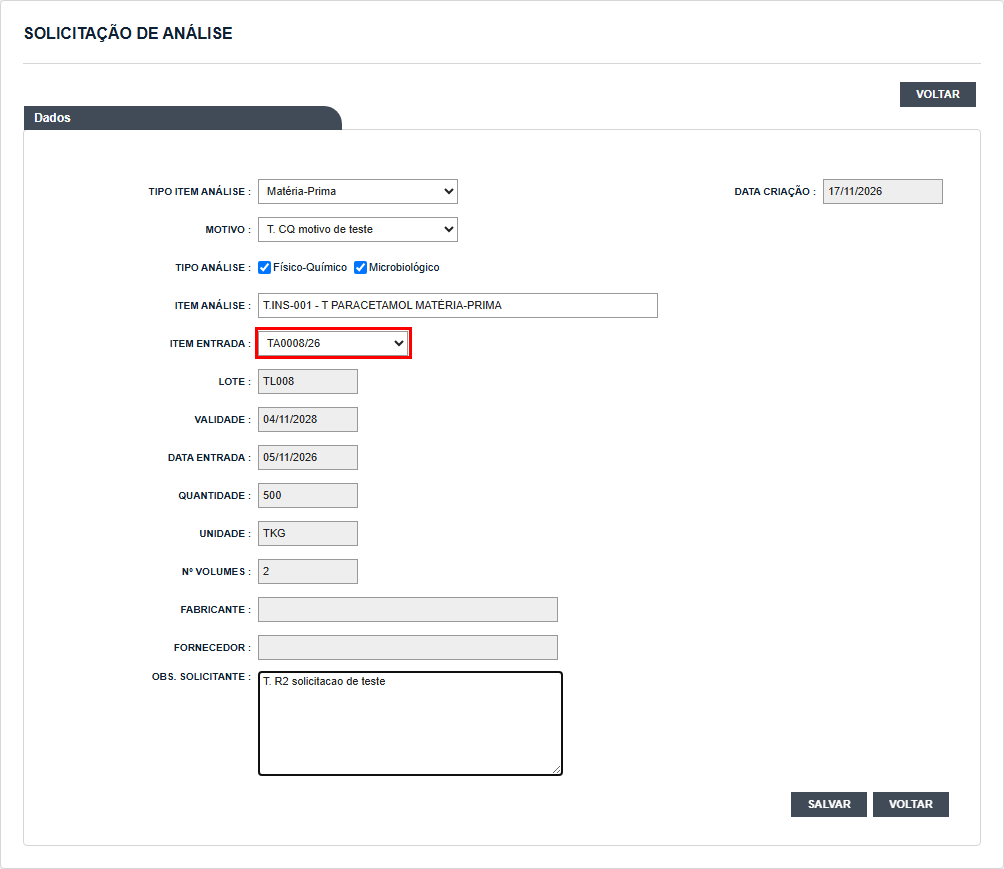 SOLICITAÇÃO DE ANÁLISE
VOLTAR
Dados
TIPO ITEM ANÁLISE : Matéria-Prima DATA CRIAÇÃO : 17/11/2026
MOTIVO : T. CQ motivo de teste
TIPO ANÁLISE : Físico-Químico Microbiológico
ITEM ANÁLISE : T.INS-001 - T PARACETAMOL MATÉRIA-PRIMA
ITEM ENTRADA : TA0008/26
LOTE : TL008
VALIDADE : 04/11/2028
DATA ENTRADA : 05/11/2026
QUANTIDADE : 500
UNIDADE : TKG
Nº VOLUMES : 2
FABRICANTE :
FORNECEDOR :
OBS. SOLICITANTE : T. R2 solicitacao de teste
SALVAR VOLTAR